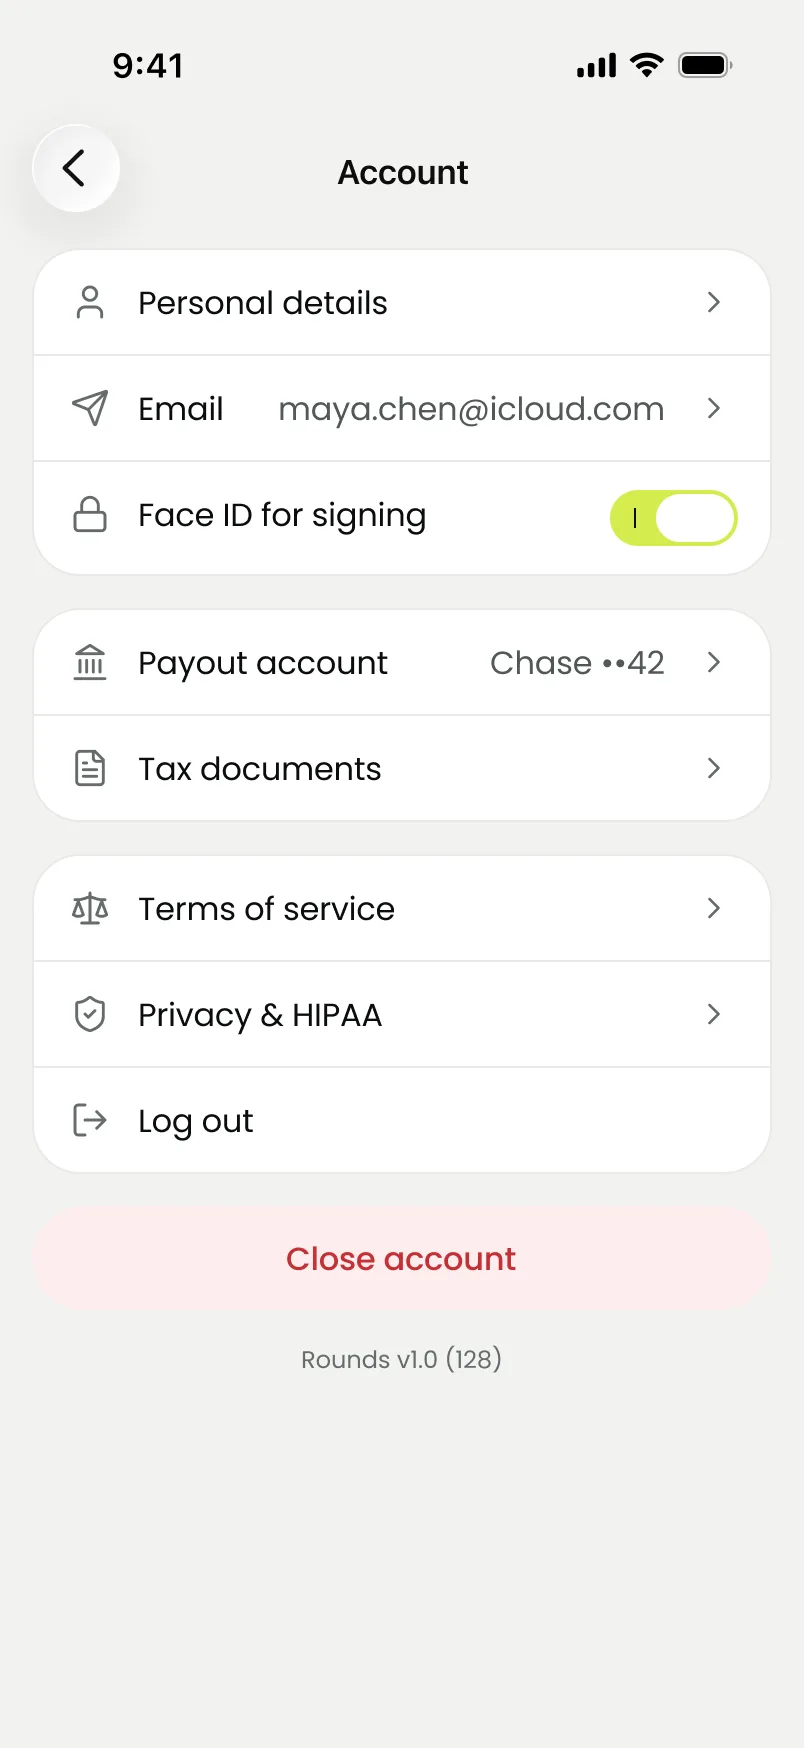 9:41
Account
Personal details
Email maya.chen@icloud.com
Face ID for signing
Payout account Chase ••42
Tax documents
Terms of service
Privacy & HIPAA
Log out
Close account
Rounds v1.0 (128)